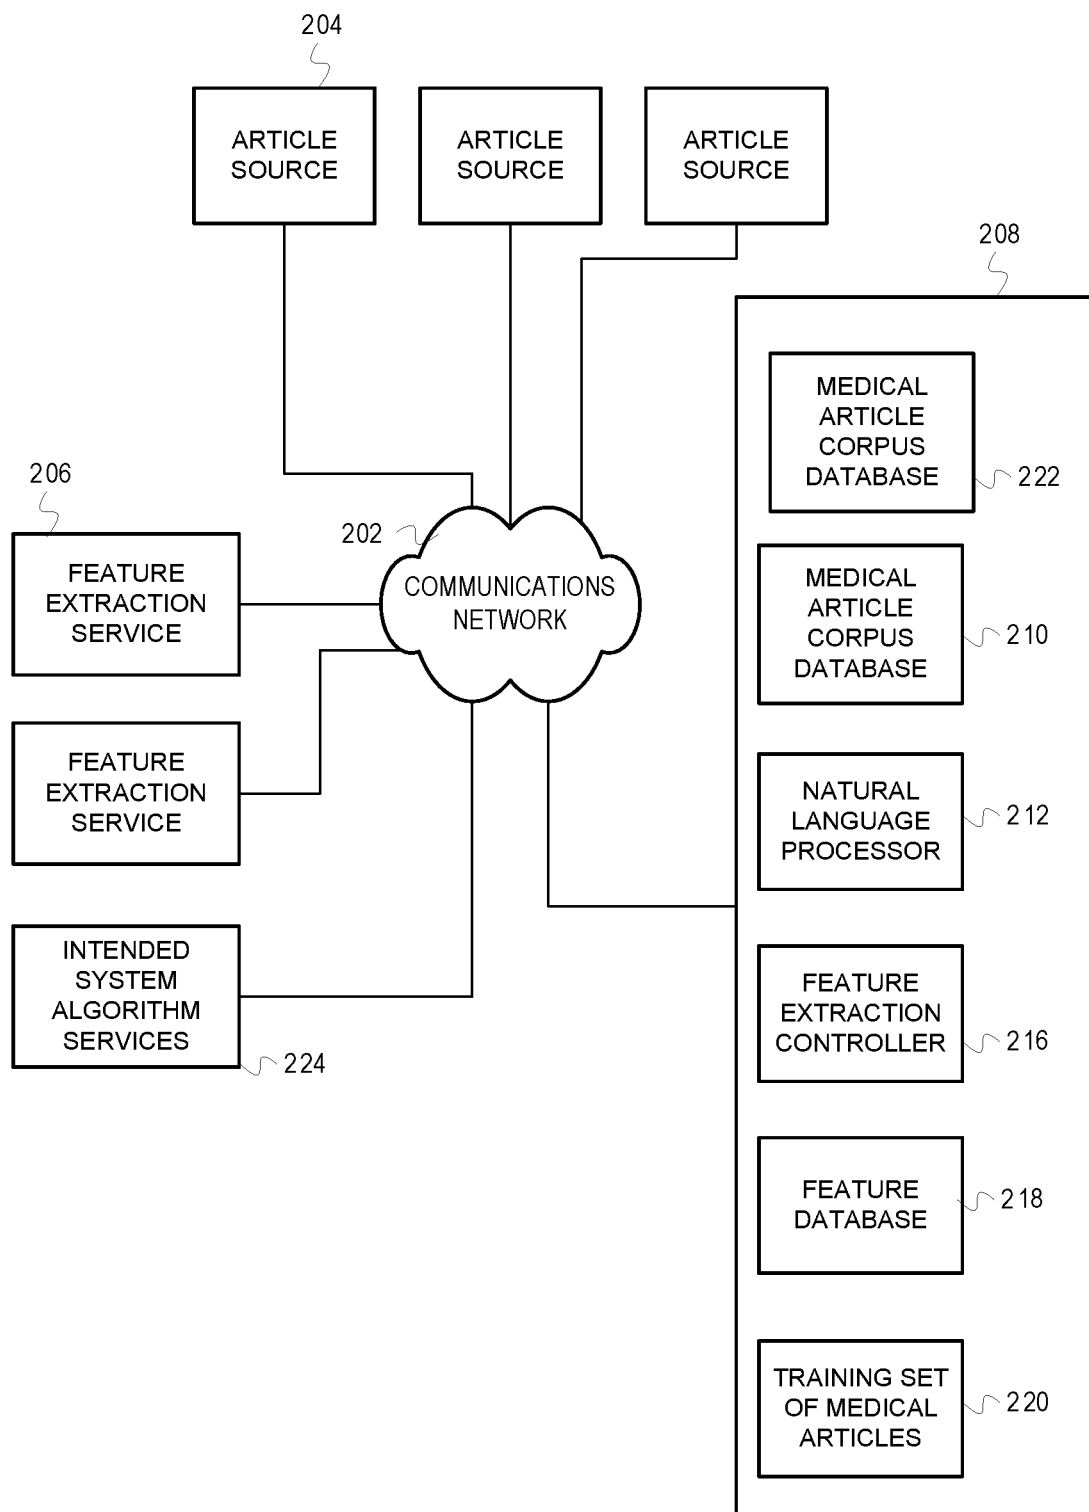 204
ARTICLE
SOURCE
ARTICLE
SOURCE
ARTICLE
SOURCE
208
MEDICAL
ARTICLE
CORPUS
DATABASE
222
206
FEATURE
EXTRACTION
SERVICE
202
COMMUNICATIONS
NETWORK
MEDICAL
ARTICLE
CORPUS
DATABASE
210
FEATURE
EXTRACTION
SERVICE
NATURAL
LANGUAGE
PROCESSOR
212
INTENDED
SYSTEM
ALGORITHM
SERVICES
224
FEATURE
EXTRACTION
CONTROLLER
216
FEATURE
DATABASE
218
TRAINING SET
OF MEDICAL
ARTICLES
220